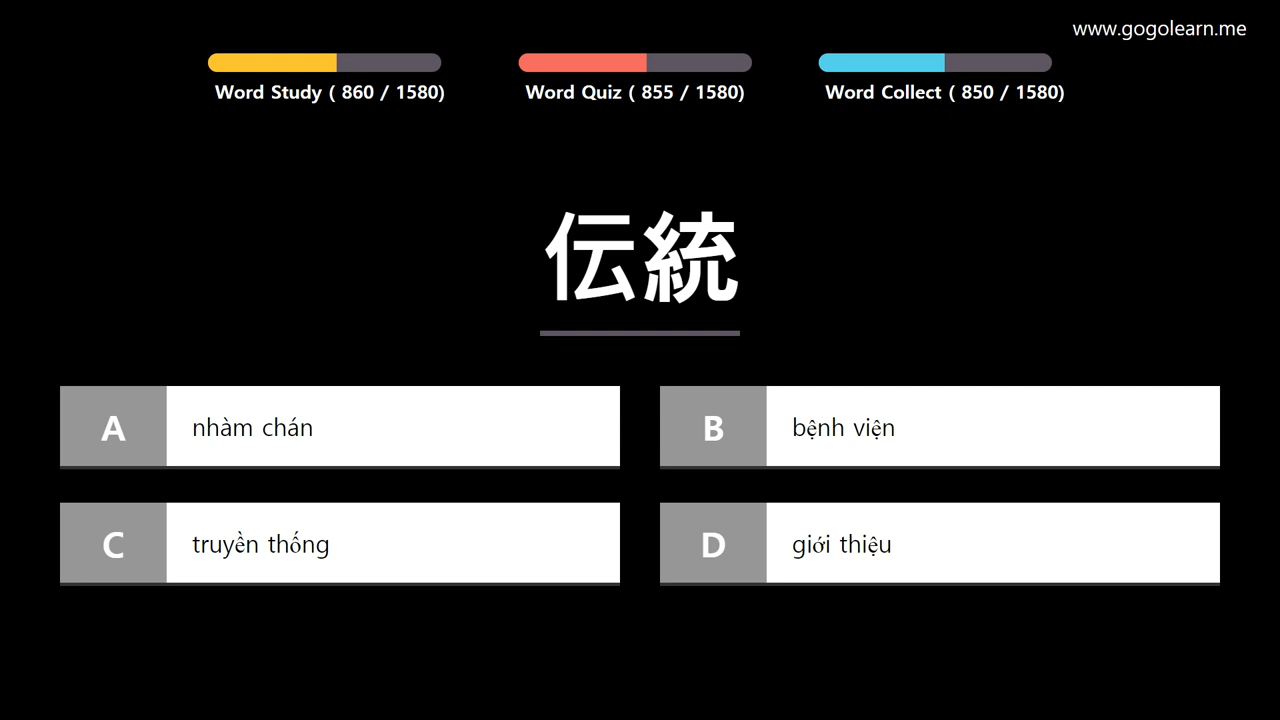 www.gogolearn.me
Word Study ( 860 / 1580)
Word Quiz ( 855 / 1580)
Word Collect ( 850 / 1580)
伝統
A nhàm chán
B bệnh viện
C truyền thống
D giới thiệu